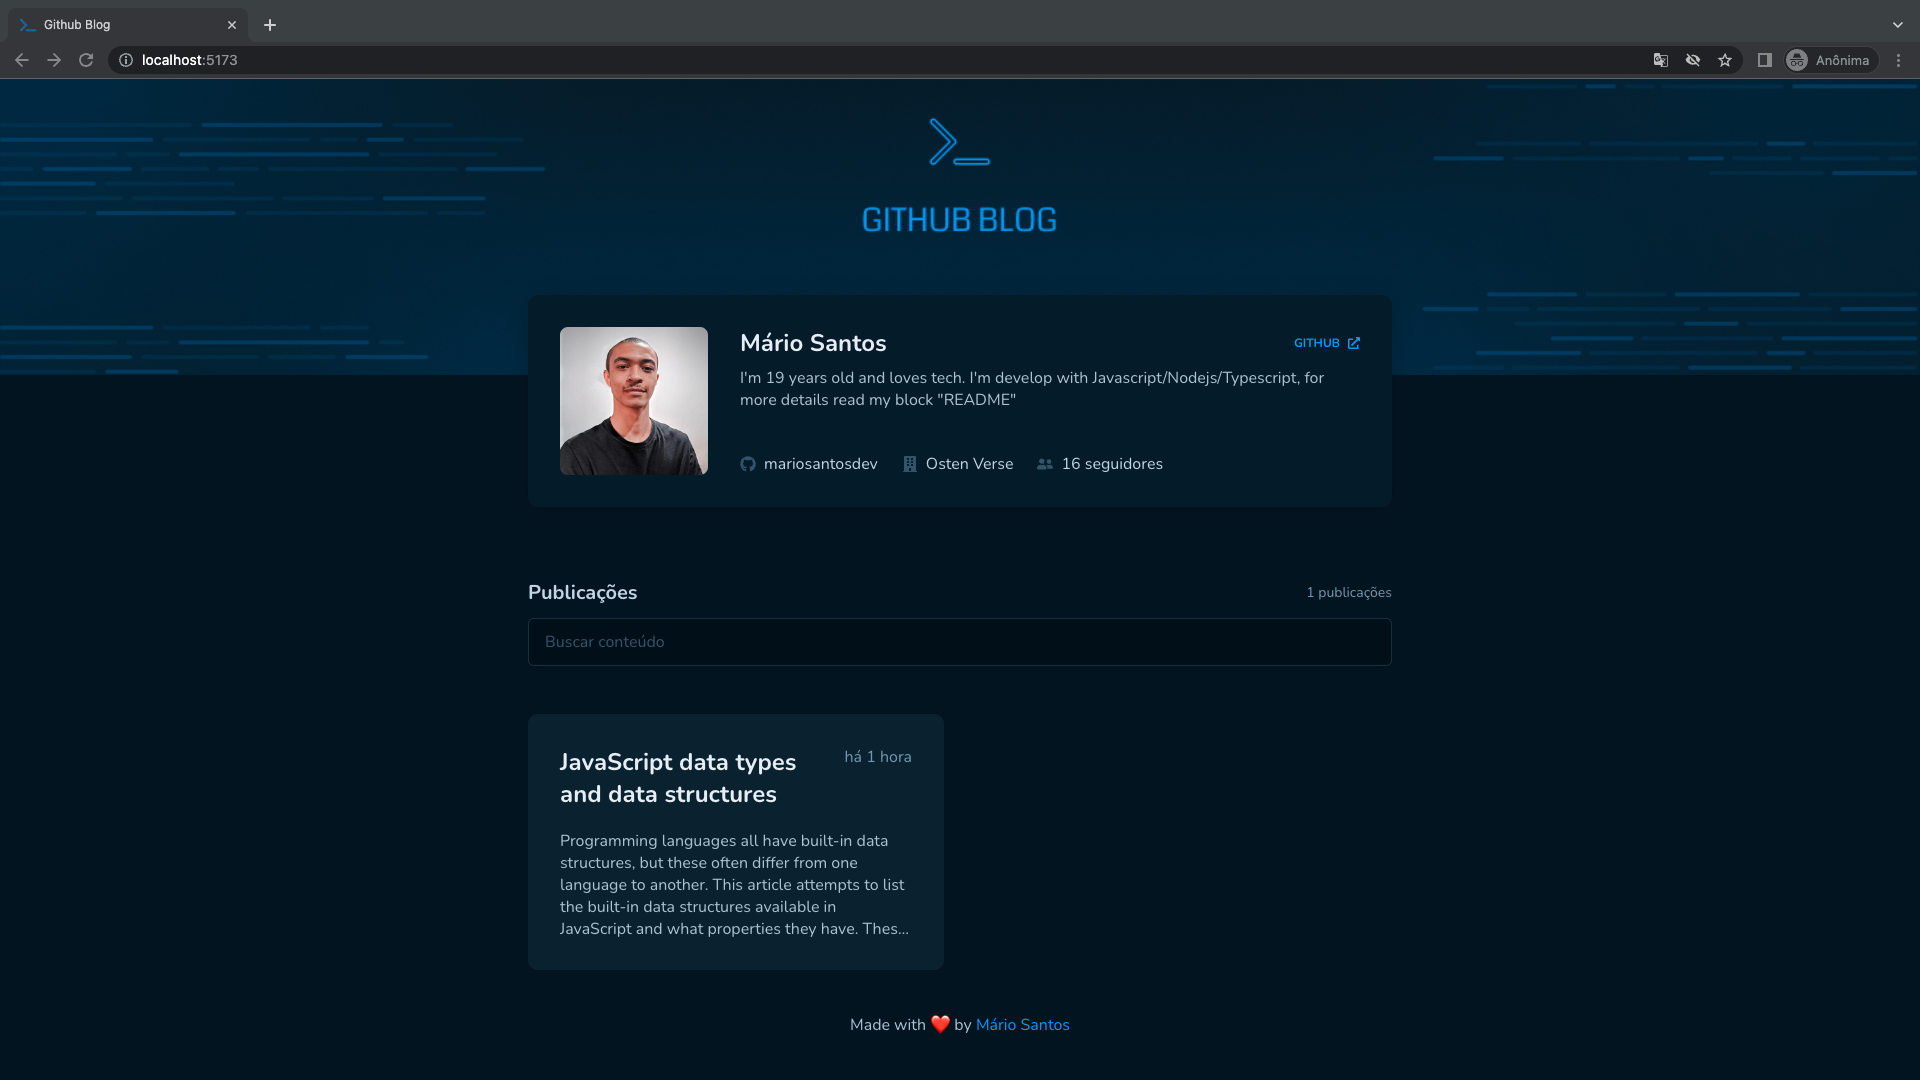 Github Blog
localhost:5173
Anônima
GITHUB BLOG
Mário Santos
GITHUB
I'm 19 years old and loves tech. I'm develop with Javascript/Nodejs/Typescript, for
more details read my block "README"
mariosantosdev
Osten Verse
16 seguidores
Publicações
1 publicações
Buscar conteúdo
JavaScript data types
and data structures
há 1 hora
Programming languages all have built-in data
structures, but these often differ from one
language to another. This article attempts to list
the built-in data structures available in
JavaScript and what properties they have. Thes...
Made with ❤️ by Mário Santos